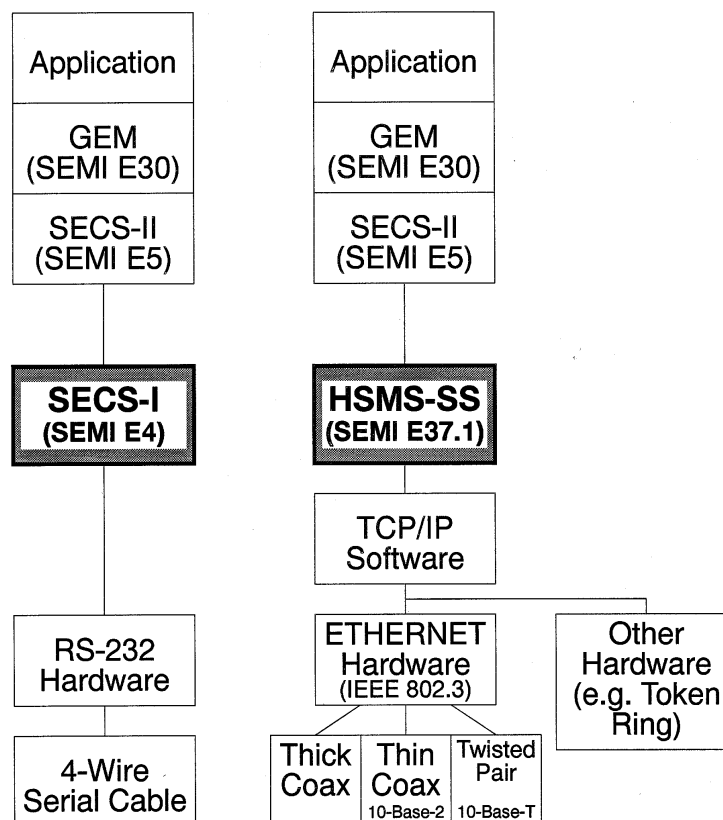 Application
GEM
(SEMI E30)
SECS-II
(SEMI E5)
SECS-I
(SEMI E4)
RS-232
Hardware
4-Wire
Serial Cable
Application
GEM
(SEMI E30)
SECS-II
(SEMI E5)
HSMS-SS
(SEMI E37.1)
TCP/IP
Software
ETHERNET
Hardware
(IEEE 802.3)
Thick
Coax
Thin
Coax
10-Base-2
Twisted
Pair
10-Base-T
Other
Hardware
(e.g. Token
Ring)